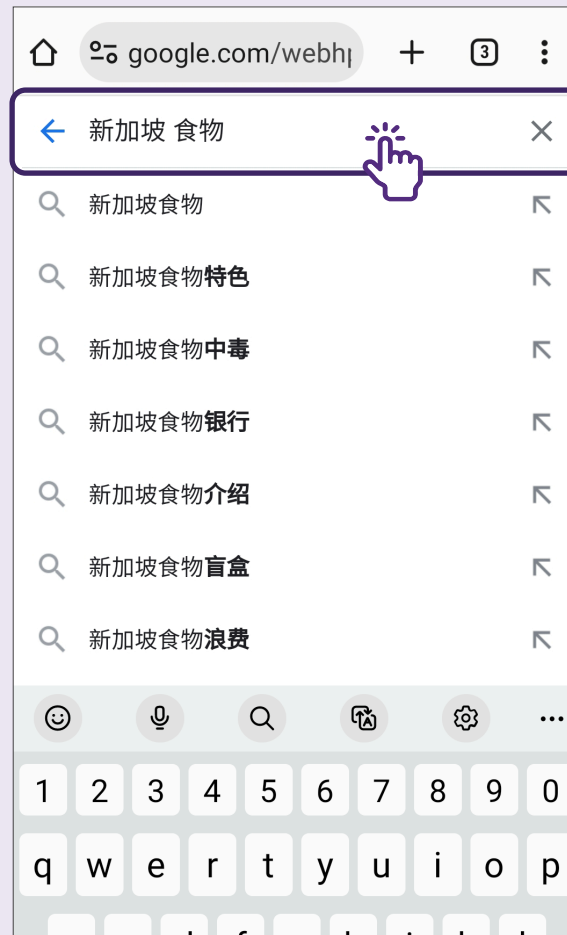 google.com/webhp
3
新加坡 食物
新加坡食物
新加坡食物特色
新加坡食物中毒
新加坡食物银行
新加坡食物介绍
新加坡食物盲盒
新加坡食物浪费
1 2 3 4 5 6 7 8 9 0
q w e r t y u i o p